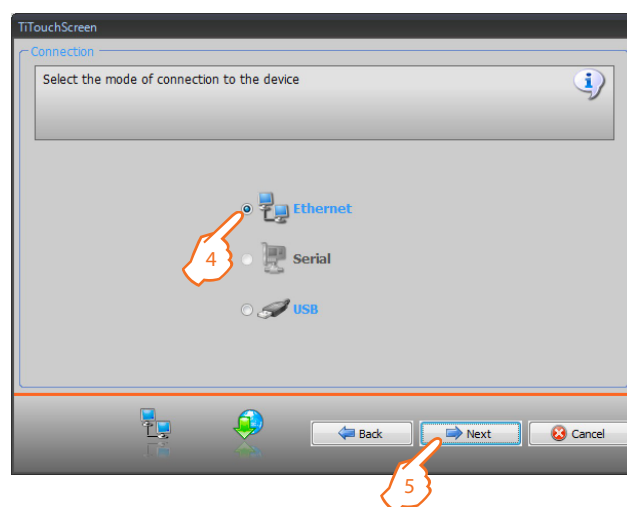 TiTouchScreen
Connection
Select the mode of connection to the device
Ethernet
4
Serial
USB
Back
Next
Cancel
5